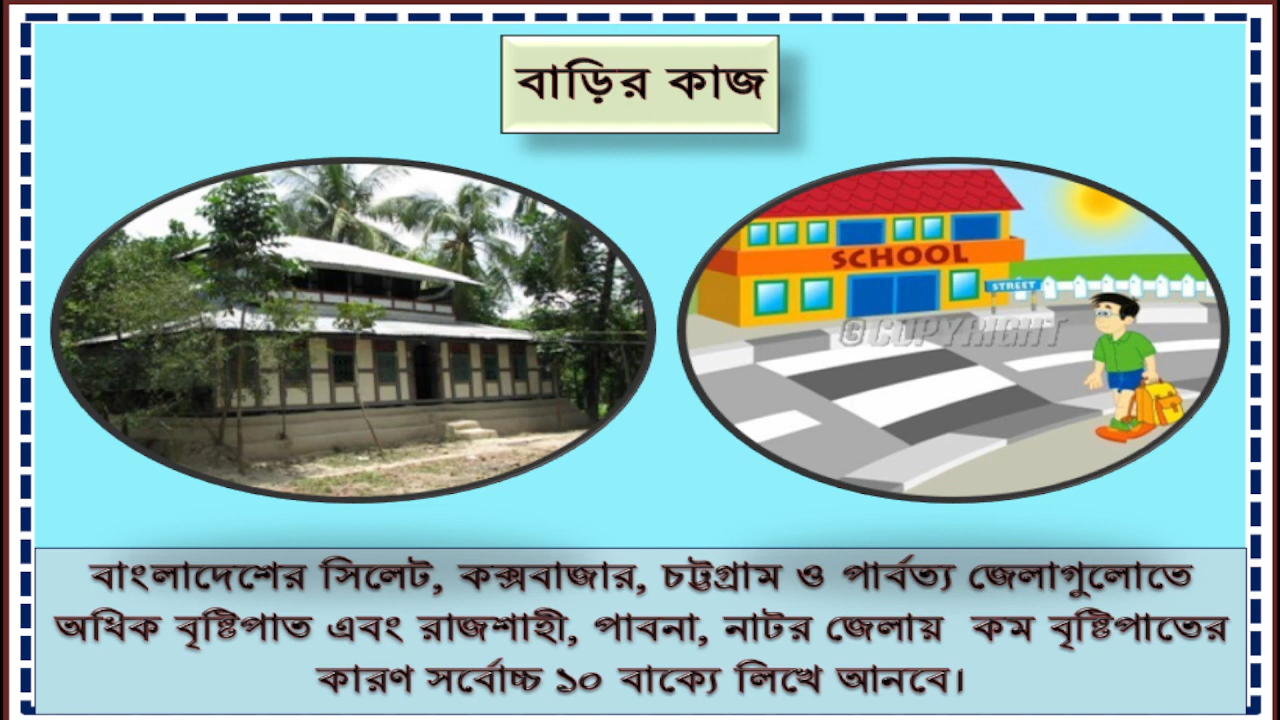 বাড়ির কাজ
SCHOOL
STREET
© COPYRIGHT
বাংলাদেশের সিলেট, কক্সবাজার, চট্টগ্রাম ও পার্বত্য জেলাগুলোতে
অধিক বৃষ্টিপাত এবং রাজশাহী, পাবনা, নাটর জেলায় কম বৃষ্টিপাতের
কারণ সর্বোচ্চ ১০ বাক্যে লিখে আনবে।